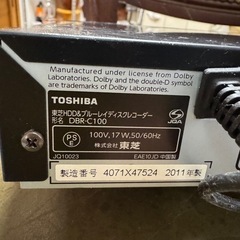 Manufactured under license from Dolby
Laboratories. Dolby and the double-D symbol
are trademarks of Dolby Laboratories.
TOSHIBA
東芝HDD&ブルーレイディスクレコーダー
形名 DBR-C100
JQA
PS
E
100V,17W,50/60Hz
株式会社 東芝
JQ10023
EAE10JD 中国製
製造番号 4071X47524 2011年製